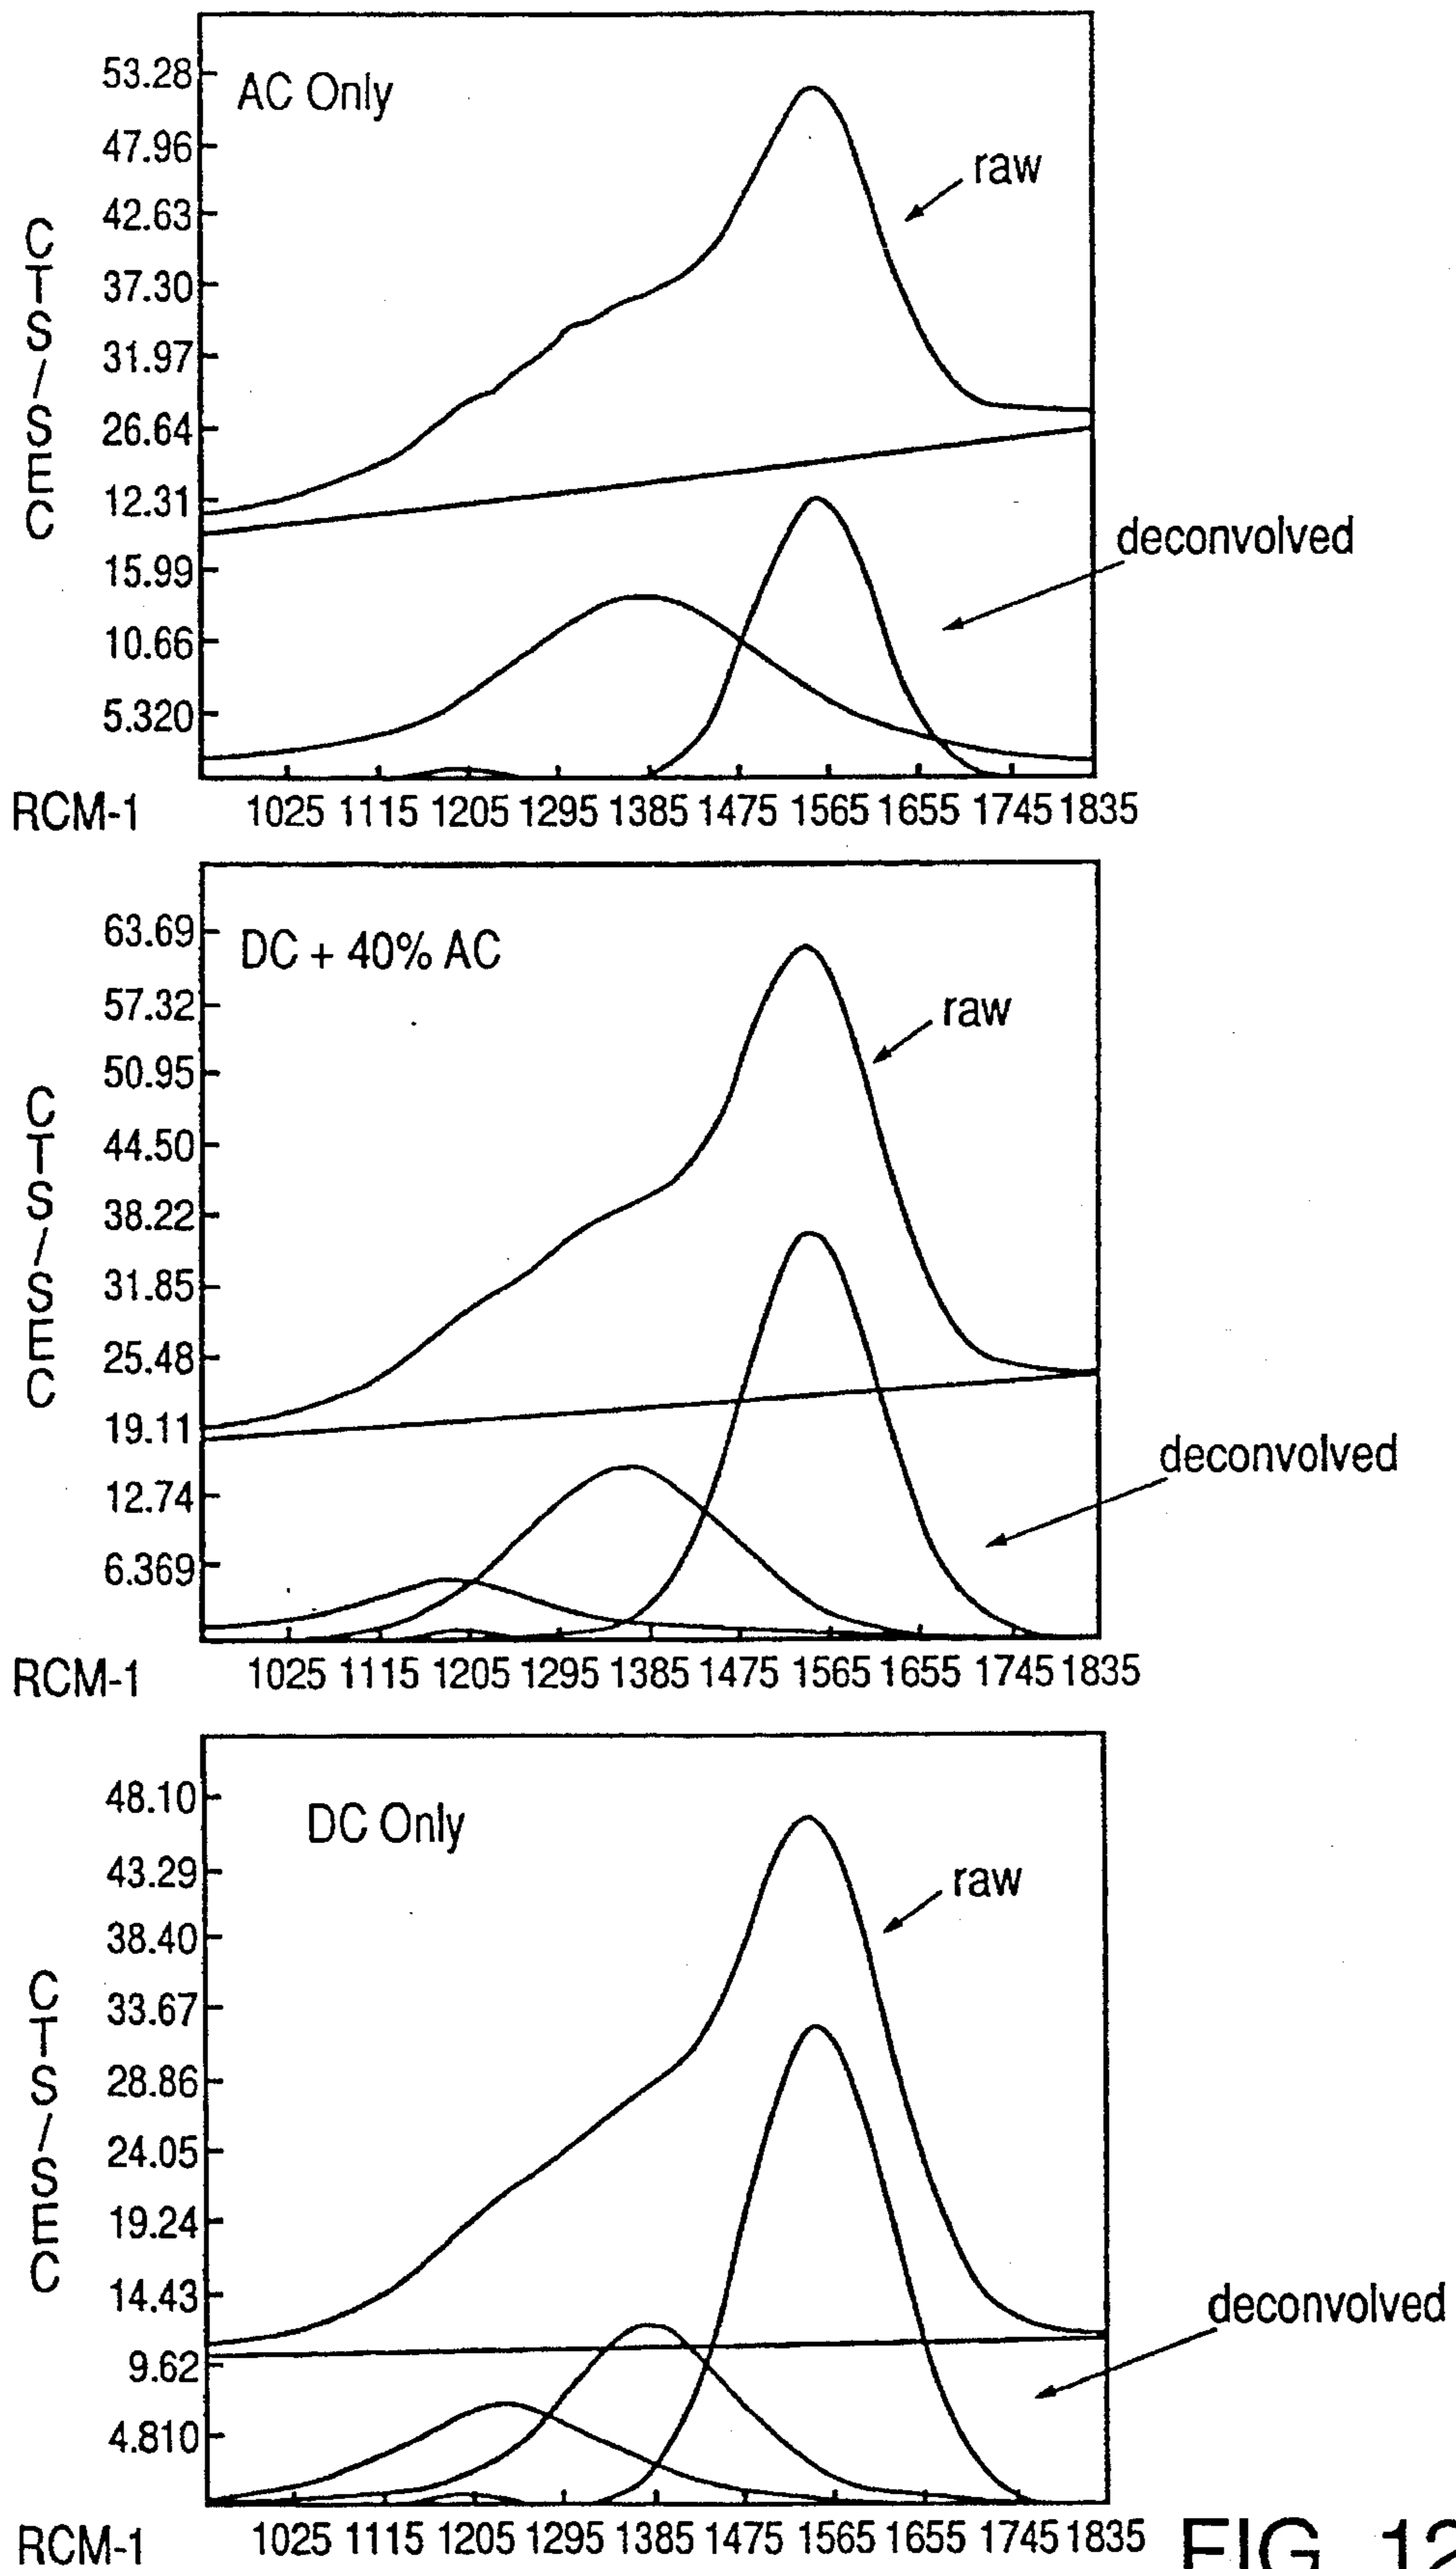 AC Only
53.28
47.96
42.63
37.30
31.97
26.64
12.31
15.99
10.66
5.320
CTS/SEC
raw
deconvolved
RCM-1 1025 1115 1205 1295 1385 1475 1565 1655 1745 1835
DC + 40% AC
63.69
57.32
50.95
44.50
38.22
31.85
25.48
19.11
12.74
6.369
CTS/SEC
raw
deconvolved
RCM-1 1025 1115 1205 1295 1385 1475 1565 1655 1745 1835
DC Only
48.10
43.29
38.40
33.67
28.86
24.05
19.24
14.43
9.62
4.810
CTS/SEC
raw
deconvolved
RCM-1 1025 1115 1205 1295 1385 1475 1565 1655 1745 1835
FIG. 12